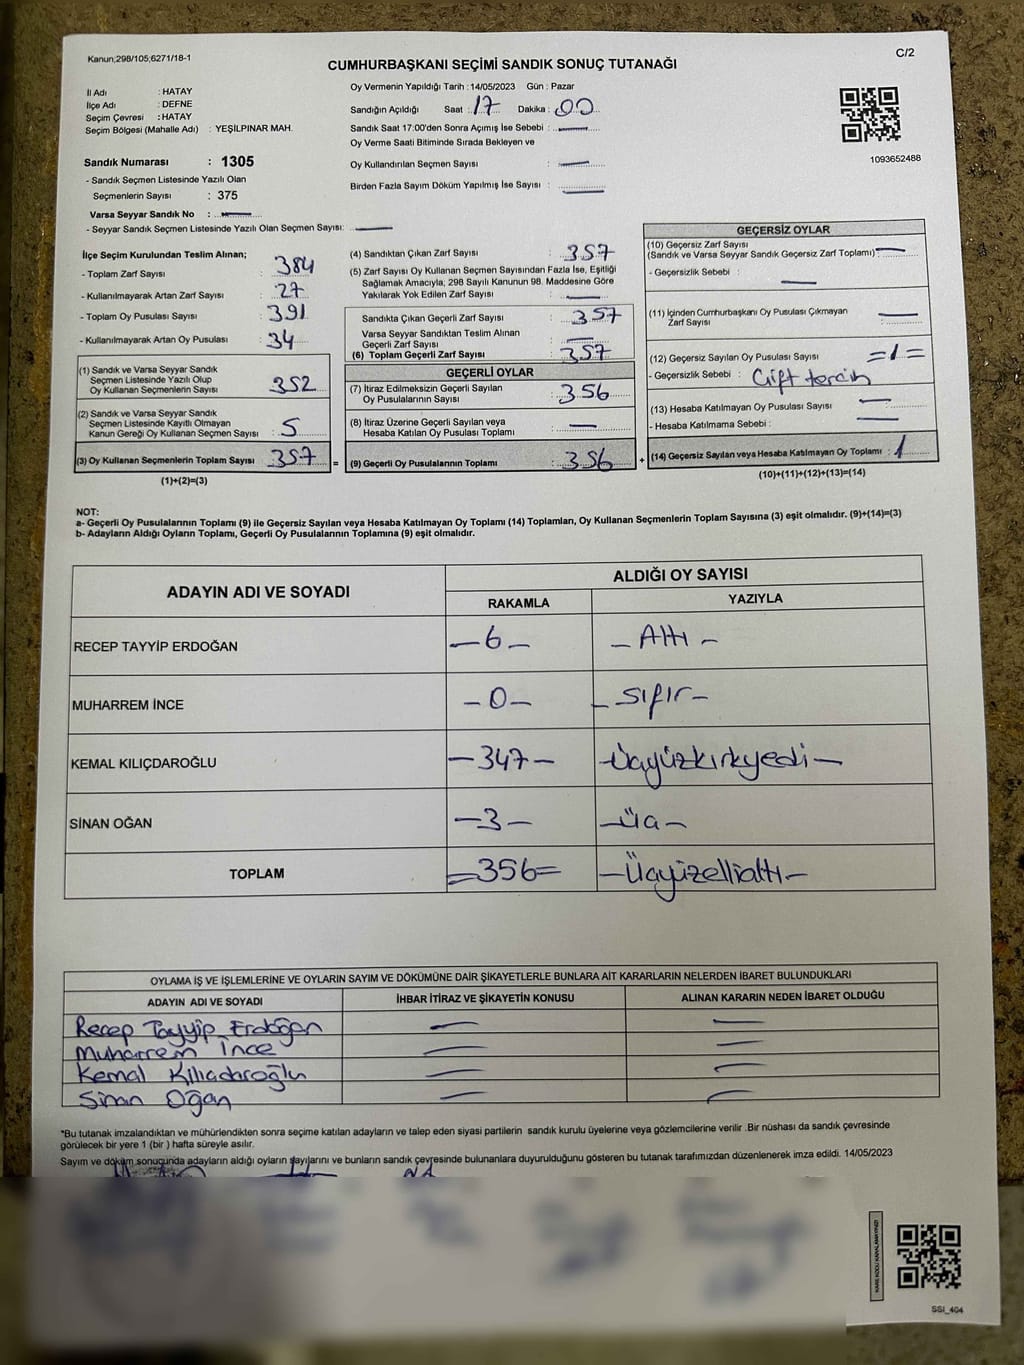 Kanun;298/105;6271/18-1
C/2
CUMHURBAŞKANI SEÇİMİ SANDIK SONUÇ TUTANAĞI
İl Adı : HATAY
İlçe Adı : DEFNE
Seçim Çevresi : HATAY
Seçim Bölgesi (Mahalle Adı) : YEŞİLPINAR MAH.
Sandık Numarası : 1305
- Sandık Seçmen Listesinde Yazılı Olan
Seçmenlerin Sayısı : 375
Varsa Seyyar Sandık No : —
- Seyyar Sandık Seçmen Listesinde Yazılı Olan Seçmen Sayısı: —
Oy Vermenin Yapıldığı Tarih : 14/05/2023 Gün : Pazar
Sandığın Açıldığı Saat : 17 Dakika : 00
Sandık Saat 17:00'den Sonra Açımış İse Sebebi : —
Oy Verme Saati Bitiminde Sırada Bekleyen ve
Oy Kullandırılan Seçmen Sayısı : —
Birden Fazla Sayım Döküm Yapılmış İse Sayısı : —
1093652488
İlçe Seçim Kurulundan Teslim Alınan;
- Toplam Zarf Sayısı : 384
- Kullanılmayarak Artan Zarf Sayısı : 27
- Toplam Oy Pusulası Sayısı : 391
- Kullanılmayarak Artan Oy Pusulası : 34
(1) Sandık ve Varsa Seyyar Sandık
Seçmen Listesinde Yazılı Olup
Oy Kullanan Seçmenlerin Sayısı : 352
(2) Sandık ve Varsa Seyyar Sandık
Seçmen Listesinde Kayıtlı Olmayan
Kanun Gereği Oy Kullanan Seçmen Sayısı : 5
(3) Oy Kullanan Seçmenlerin Toplam Sayısı : 357 =
(1)+(2)=(3)
(4) Sandıktan Çıkan Zarf Sayısı : 357
(5) Zarf Sayısı Oy Kullanan Seçmen Sayısından Fazla İse, Eşitliği
Sağlamak Amacıyla; 298 Sayılı Kanunun 98. Maddesine Göre
Yakılarak Yok Edilen Zarf Sayısı : —
Sandıkta Çıkan Geçerli Zarf Sayısı : 357
Varsa Seyyar Sandıktan Teslim Alınan
Geçerli Zarf Sayısı : —
(6) Toplam Geçerli Zarf Sayısı : 357
GEÇERLİ OYLAR
(7) İtiraz Edilmeksizin Geçerli Sayılan
Oy Pusulasının Sayısı : 356
(8) İtiraz Üzerine Geçerli Sayılan veya
Hesaba Katılan Oy Pusulası Toplamı : —
(9) Geçerli Oy Pusulalarının Toplamı : 356 +
GEÇERSİZ OYLAR
(10) Geçersiz Zarf Sayısı
(Sandık ve Varsa Seyyar Sandık Geçersiz Zarf Toplamı) : —
- Geçersizlik Sebebi : —
(11) İçinden Cumhurbaşkanı Oy Pusulası Çıkmayan
Zarf Sayısı : —
(12) Geçersiz Sayılan Oy Pusulası Sayısı : =1=
- Geçersizlik Sebebi : Çift tercih
(13) Hesaba Katılmayan Oy Pusulası Sayısı : —
- Hesaba Katılmama Sebebi : —
(14) Geçersiz Sayılan veya Hesaba Katılmayan Oy Toplamı : 1
(10)+(11)+(12)+(13)=(14)
NOT:
a- Geçerli Oy Pusulalarının Toplamı (9) ile Geçersiz Sayılan veya Hesaba Katılmayan Oy Toplamı (14) Toplamları, Oy Kullanan Seçmenlerin Toplam Sayısına (3) eşit olmalıdır. (9)+(14)=(3)
b- Adayların Aldığı Oyların Toplamı, Geçerli Oy Pusulalarının Toplamına (9) eşit olmalıdır.
ADAYIN ADI VE SOYADI ALDIĞI OY SAYISI
RAKAMLA YAZIYLA
RECEP TAYYİP ERDOĞAN —6— — Altı —
MUHARREM İNCE —0— — sıfır —
KEMAL KILIÇDAROĞLU —347— —Üçyüzkırkyedi—
SİNAN OĞAN —3— —Üç—
TOPLAM =356= —Üçyüzellialtı—
OYLAMA İŞ VE İŞLEMLERİNE VE OYLARIN SAYIM VE DÖKÜMÜNE DAİR ŞİKAYETLERLE BUNLARA AİT KARARLARIN NELERDEN İBARET BULUNDUKLARI
ADAYIN ADI VE SOYADI İHBAR İTİRAZ VE ŞİKAYETİN KONUSU ALINAN KARARIN NEDEN İBARET OLDUĞU
Recep Tayyip Erdoğan — —
Muharrem İnce — —
Kemal Kılıçdaroğlu — —
Sinan Oğan — —
*Bu tutanak imzalandıktan ve mühürlendikten sonra seçime katılan adayların ve talep eden siyasi partilerin sandık kurulu üyelerine veya gözlemcilerine verilir .Bir nüshası da sandık çevresinde
görülecek bir yere 1 (bir ) hafta süreyle asılır.
Sayım ve döküm sonucunda adayların aldığı oyların sayılarını ve bunların sandık çevresinde bulunanlara duyurulduğunu gösteren bu tutanak tarafımızdan düzenlenerek imza edildi. 14/05/2023
SSI_404